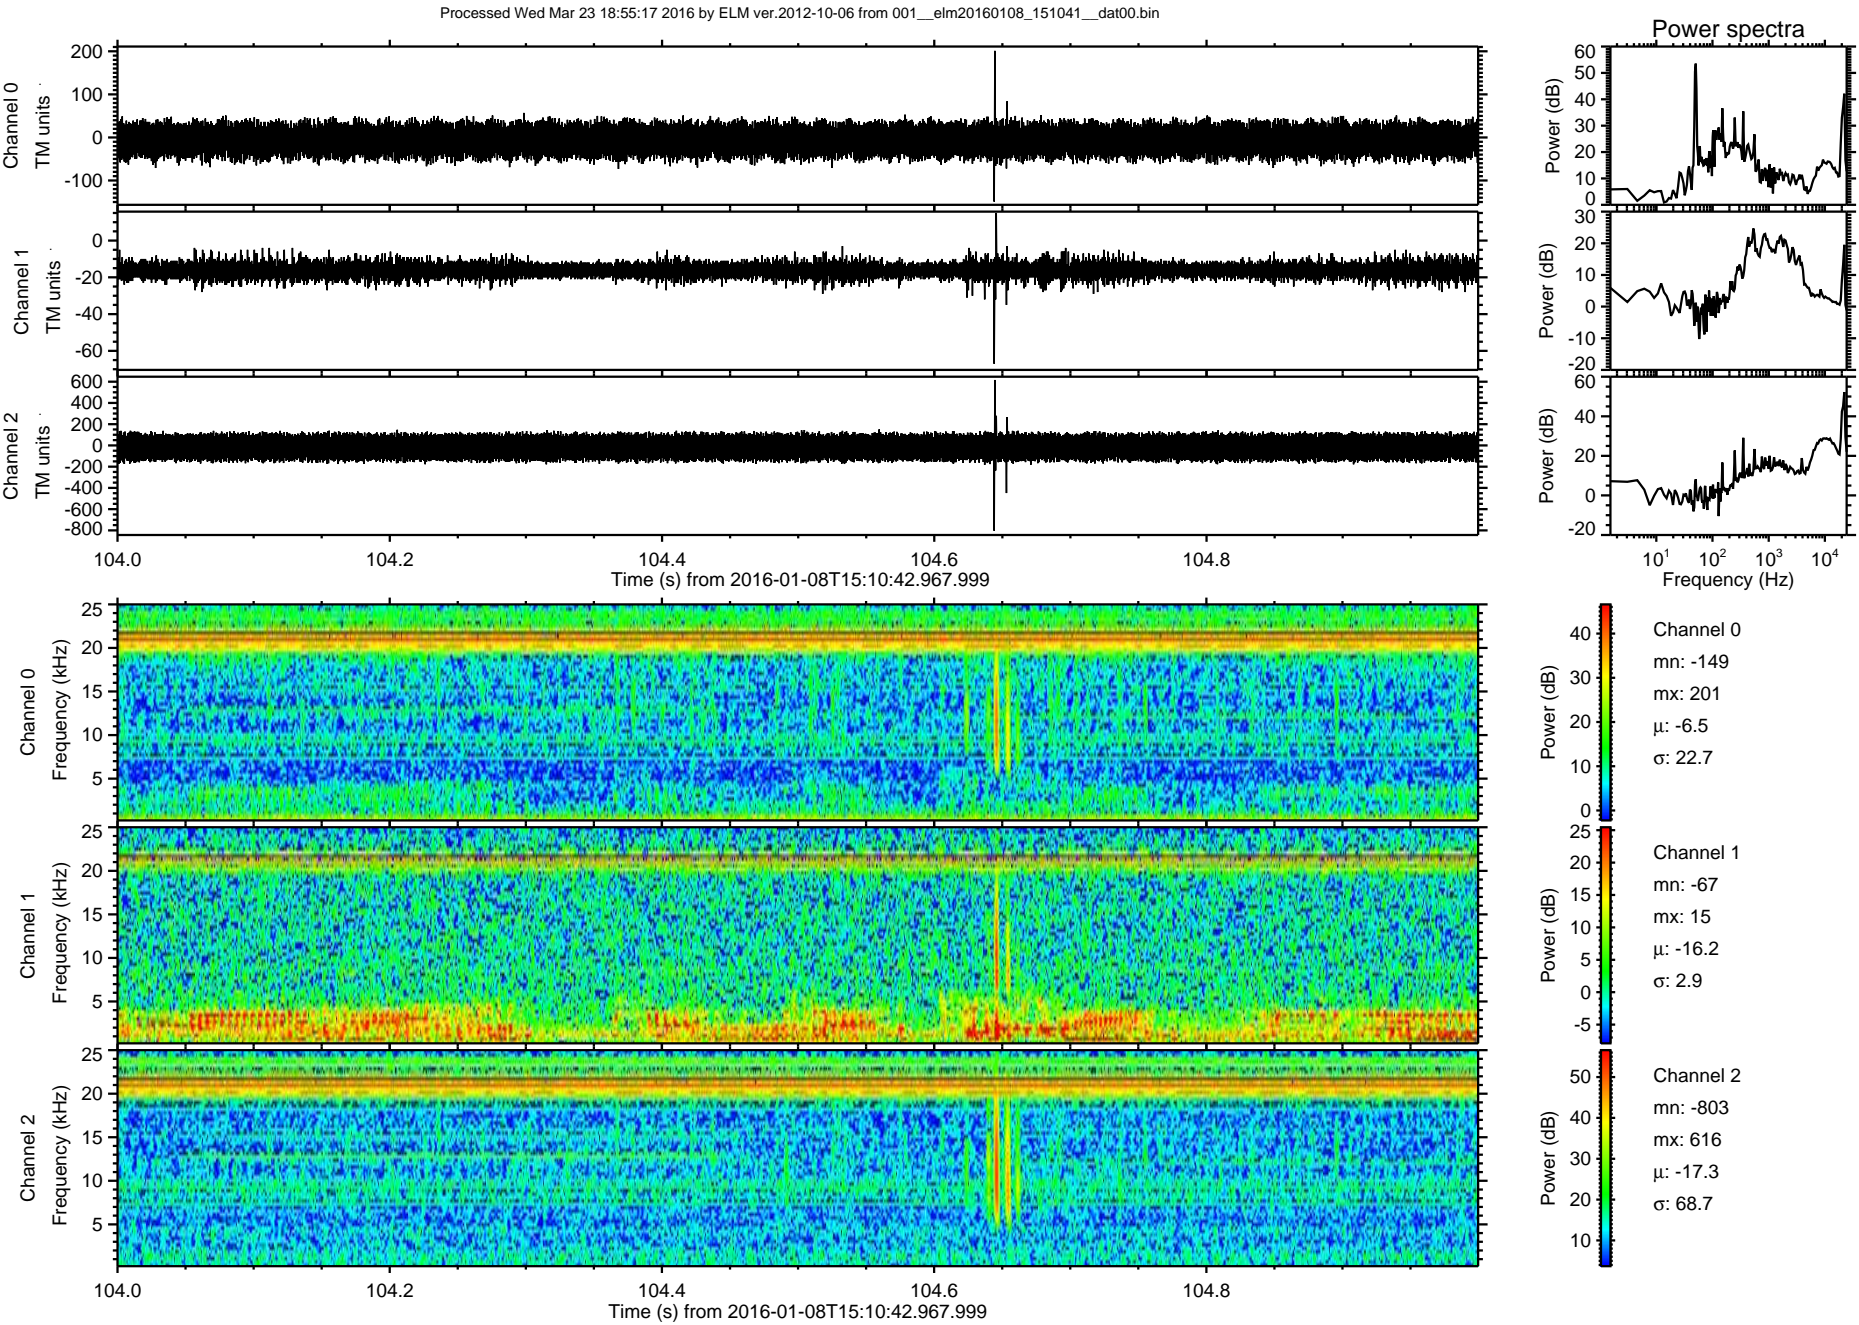 Processed Wed Mar 23 18:55:17 2016 by ELM ver.2012-10-06 from 001__elm20160108_151041__dat00.bin
Power spectra
Channel 0
TM units
200
100
0
-100
Power (dB)
60
50
40
30
20
10
0
Channel 1
TM units
0
-20
-40
-60
Power (dB)
30
20
10
0
-10
-20
Channel 2
TM units
600
400
200
0
-200
-400
-600
-800
Power (dB)
60
40
20
0
-20
104.0 104.2 104.4 104.6 104.8
Time (s) from 2016-01-08T15:10:42.967.999
10^1 10^2 10^3 10^4
Frequency (Hz)
Channel 0
Frequency (kHz)
25
20
15
10
5
Power (dB)
40
30
20
10
0
Channel 0
mn: -149
mx: 201
μ: -6.5
σ: 22.7
Channel 1
Frequency (kHz)
25
20
15
10
5
Power (dB)
25
20
15
10
5
0
-5
Channel 1
mn: -67
mx: 15
μ: -16.2
σ: 2.9
Channel 2
Frequency (kHz)
25
20
15
10
5
Power (dB)
50
40
30
20
10
Channel 2
mn: -803
mx: 616
μ: -17.3
σ: 68.7
104.0 104.2 104.4 104.6 104.8
Time (s) from 2016-01-08T15:10:42.967.999